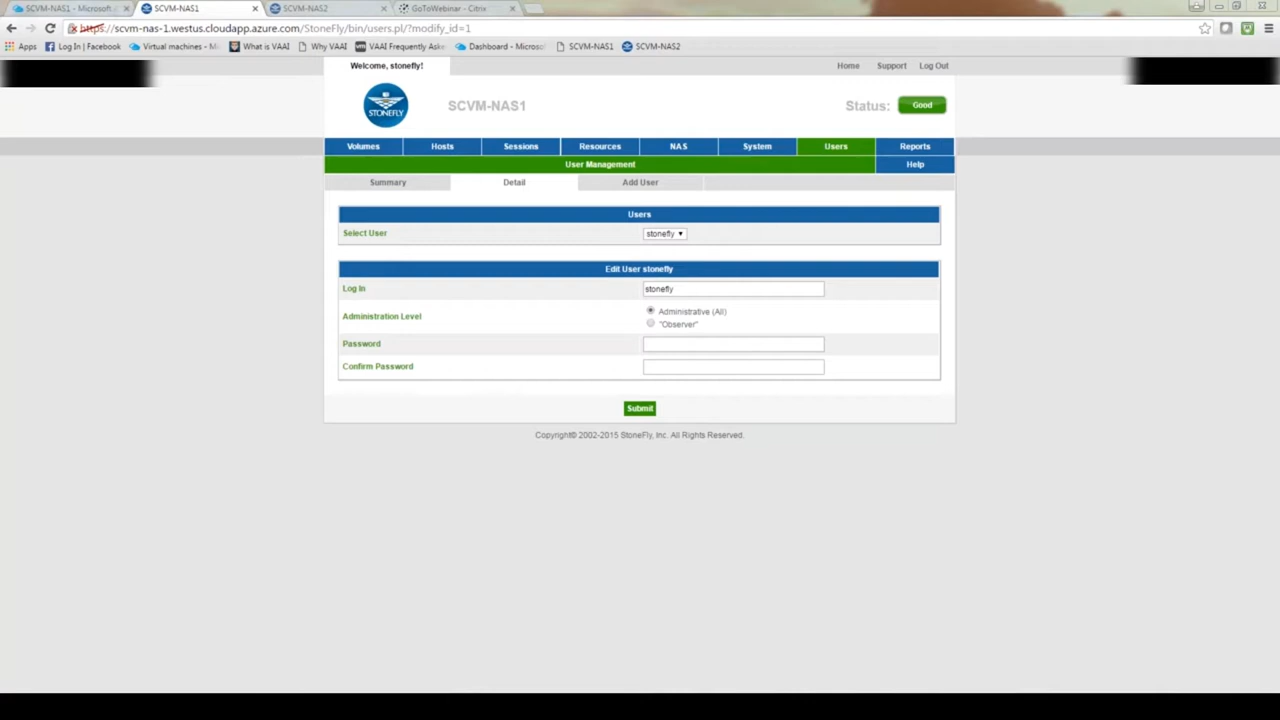 SCVM-NAS1 - Microsoft
SCVM-NAS1
SCVM-NAS2
GoToWebinar - Citrix
https://scvm-nas-1.westus.cloudapp.azure.com/StoneFly/bin/users.pl/?modify_id=1
Apps
Log In | Facebook
Virtual machines - Mi
What is VAAI
Why VAAI
VAAI Frequently Aske
Dashboard - Microso
SCVM-NAS1
SCVM-NAS2
Welcome, stonefly!
Home Support Log Out
STONEFLY
SCVM-NAS1
Status: Good
Volumes Hosts Sessions Resources NAS System Users Reports
User Management Help
Summary Detail Add User
Users
Select User stonefly
Edit User stonefly
Log In stonefly
Administration Level
Administrative (All)
"Observer"
Password
Confirm Password
Submit
Copyright© 2002-2015 StoneFly, Inc. All Rights Reserved.